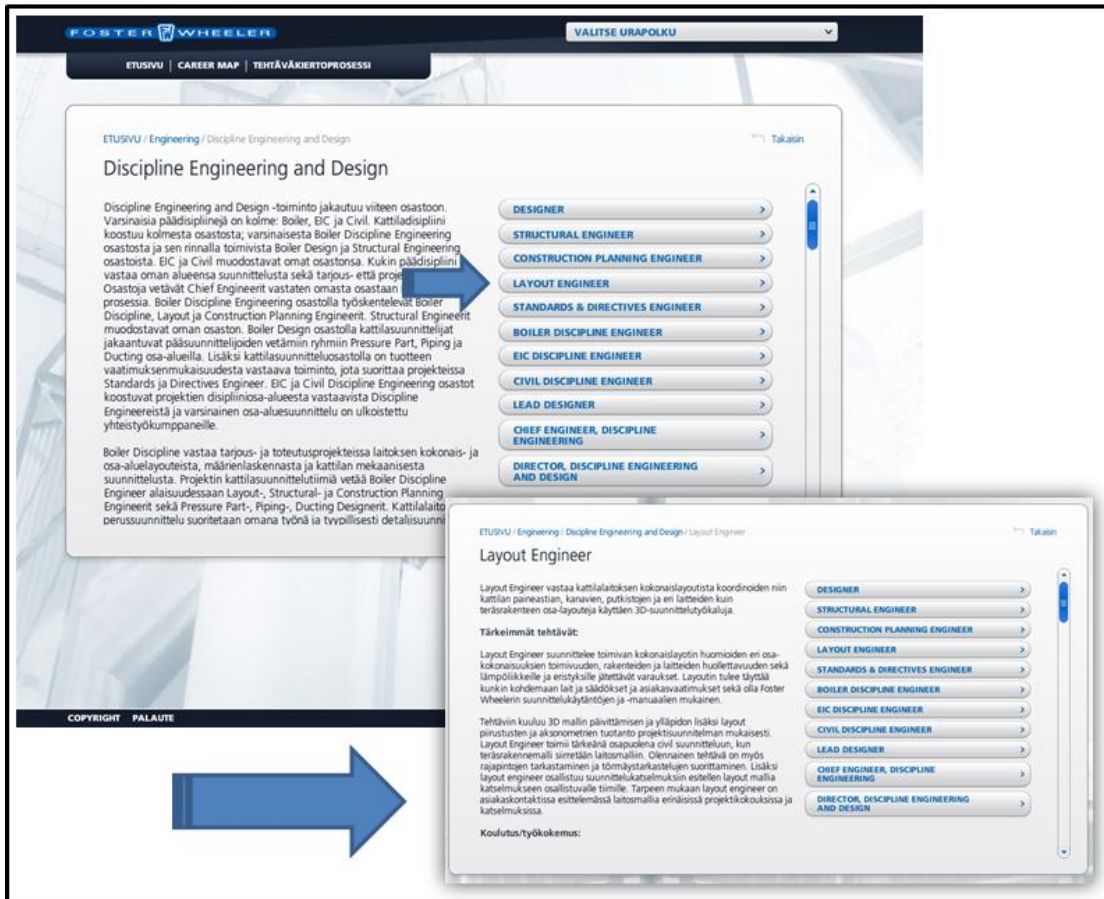 FOSTER WHEELER
VALITSE URAPOLKU
ETUSIVU | CAREER MAP | TEHTÄVÄKIERTOPROSESSI
ETUSIVU / Engineering / Discipline Engineering and Design
Takaisin
Discipline Engineering and Design
Discipline Engineering and Design -toiminto jakautuu viiteen osastoon.
Varsinaisia päädisipliinejä on kolme: Boiler, EIC ja Civil. Kattiladisipliini
koostuu kolmesta osastosta; varsinaisesta Boiler Discipline Engineering
osastosta ja sen rinnalla toimivista Boiler Design ja Structural Engineering
osastoista. EIC ja Civil muodostavat omat osastonsa. Kukin päädisipliini
vastaa oman alueensa suunnittelusta sekä tarjous- että
Osastoja vetävät Chief Engineerit vastaten omasta osastaan
prosessia. Boiler Discipline Engineering osastolla työskentelevät Boiler
Discipline, Layout ja Construction Planning Engineerit. Structural Engineerit
muodostavat oman osaston. Boiler Design osastolla kattilasuunnittelijat
jakaantuvat pääsuunnittelijoiden vetämiin ryhmiin Pressure Part, Piping ja
Ducting osa-alueilla. Lisäksi kattilasuunnitteluosastolla on tuotteen
vaatimuksenmukaisuudesta vastaava toiminto, jota suorittaa projekteissa
Standards ja Directives Engineer. EIC ja Civil Discipline Engineering osastot
koostuvat projektien disipliiniosa-alueesta vastaavista Discipline
Engineereistä ja varsinainen osa-aluesuunnittelu on ulkoistettu
yhteistyökumppaneille.
Boiler Discipline vastaa tarjous- ja toteutusprojekteissa laitoksen kokonais- ja
osa-aluelayouteista, määrienlaskennasta ja kattilan mekaanisesta
suunnittelusta. Projektin kattilasuunnittelutiimiä vetää Boiler Discipline
Engineer alaisuudessaan Layout-, Structural- ja Construction Planning
Engineerit sekä Pressure Part-, Piping-, Ducting Designerit.
perussuunnittelu suoritetaan omana työnä ja tyypillisesti
DESIGNER
STRUCTURAL ENGINEER
CONSTRUCTION PLANNING ENGINEER
LAYOUT ENGINEER
STANDARDS & DIRECTIVES ENGINEER
BOILER DISCIPLINE ENGINEER
EIC DISCIPLINE ENGINEER
CIVIL DISCIPLINE ENGINEER
LEAD DESIGNER
CHIEF ENGINEER, DISCIPLINE
ENGINEERING
DIRECTOR, DISCIPLINE ENGINEERING
AND DESIGN
COPYRIGHT PALAUTE
ETUSIVU / Engineering / Discipline Engineering and Design / Layout Engineer
Takaisin
Layout Engineer
Layout Engineer vastaa kattilalaitoksen kokonaislayoutista koordinoiden niin
kattilan paineastian, kanavien, putkistojen ja eri laitteiden kuin
teräsrakenteen osa-layouteja käyttäen 3D-suunnittelutyökaluja.
Tärkeimmät tehtävät:
Layout Engineer suunnittelee toimivan kokonaislayotin huomioiden eri osa-
kokonaisuuksien toimivuuden, rakenteiden ja laitteiden huollettavuuden sekä
lämpöliikkeille ja eristyksille jätettävät varaukset. Layoutin tulee täyttää
kunkin kohdemaan lait ja säädökset ja asiakasvaatimukset sekä olla Foster
Wheelerin suunnittelukäytäntöjen ja -manuaalien mukainen.
Tehtäviin kuuluu 3D mallin päivittämisen ja ylläpidon lisäksi layout
piirustusten ja aksonometrien tuotanto projektisuunnitelman mukaisesti.
Layout Engineer toimii tärkeänä osapuolena civil suunnitteluun, kun
teräsrakennemalli siirretään laitosmalliin. Olennainen tehtävä on myös
rajapintojen tarkastaminen ja törmäystarkastelujen suorittaminen. Lisäksi
layout engineer osallistuu suunnittelukatselmuksiin esitellen layout mallia
katselmukseen osallistuvalle tiimille. Tarpeen mukaan layout engineer on
asiakaskontaktissa esittelemässä laitosmallia erinäisissä projektikokouksissa ja
katselmuksissa.
Koulutus/työkokemus:
DESIGNER
STRUCTURAL ENGINEER
CONSTRUCTION PLANNING ENGINEER
LAYOUT ENGINEER
STANDARDS & DIRECTIVES ENGINEER
BOILER DISCIPLINE ENGINEER
EIC DISCIPLINE ENGINEER
CIVIL DISCIPLINE ENGINEER
LEAD DESIGNER
CHIEF ENGINEER, DISCIPLINE
ENGINEERING
DIRECTOR, DISCIPLINE ENGINEERING
AND DESIGN